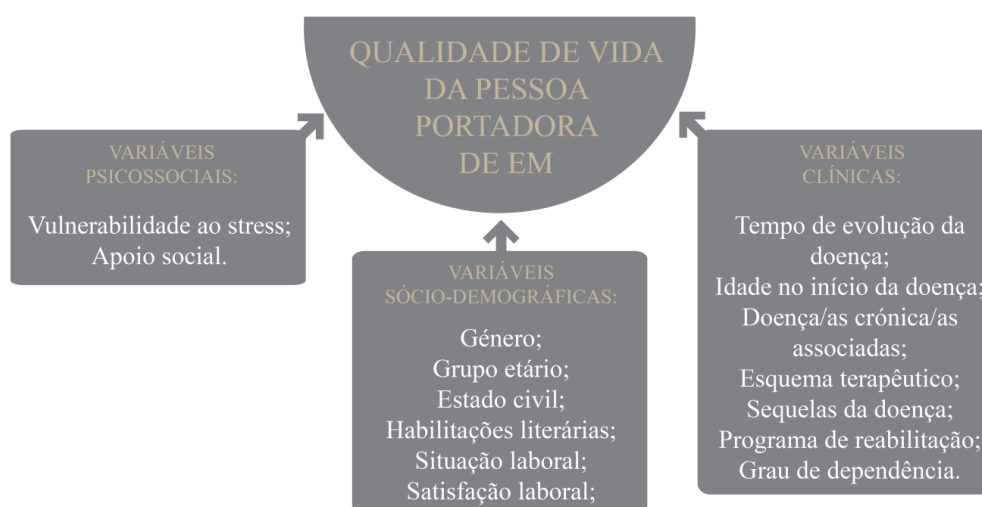 QUALIDADE DE VIDA
DA PESSOA
PORTADORA
DE EM
VARIÁVEIS
PSICOSSOCIAIS:
Vulnerabilidade ao stress;
Apoio social.
VARIÁVEIS
SÓCIO-DEMOGRÁFICAS:
Género;
Grupo etário;
Estado civil;
Habilitações literárias;
Situação laboral;
Satisfação laboral;
VARIÁVEIS
CLÍNICAS:
Tempo de evolução da
doença;
Idade no início da doença;
Doença/as crónica/as
associadas;
Esquema terapêutico;
Sequelas da doença;
Programa de reabilitação;
Grau de dependência.